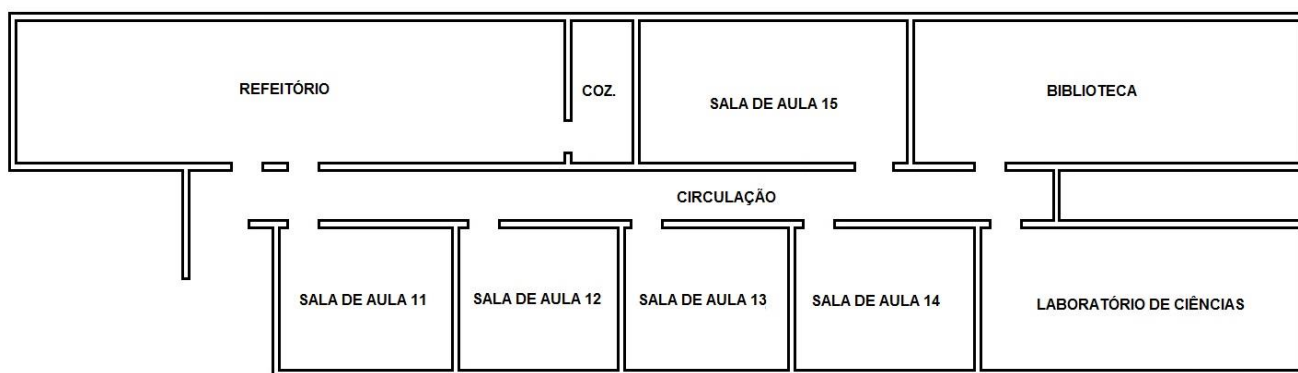 REFEITÓRIO
COZ.
SALA DE AULA 15
BIBLIOTECA
CIRCULAÇÃO
SALA DE AULA 11
SALA DE AULA 12
SALA DE AULA 13
SALA DE AULA 14
LABORATÓRIO DE CIÊNCIAS